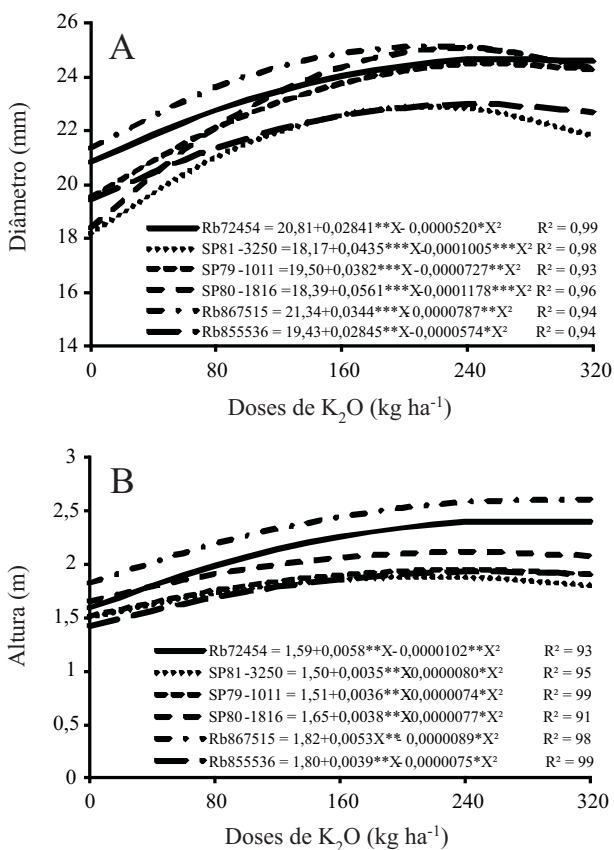 A
26
24
22
20
18
16
14
Diâmetro (mm)
Rb72454 = 20,81+0,02841**X- 0,0000520*X² R² = 0,99
SP81-3250 =18,17+0,0435***X-0,0001005***X² R² = 0,98
SP79-1011 =19,50+0,0382***X- 0,0000727**X² R² = 0,93
SP80-1816 =18,39+0,0561***X-0,0001178***X² R² = 0,96
Rb867515 =21,34+0,0344***X- 0,0000787**X² R² = 0,94
Rb855536 =19,43+0,02845**X-0,0000574*X² R² = 0,94
0 80 160 240 320
Doses de K₂O (kg ha⁻¹)
B
3
2,5
2
1,5
1
0,5
0
Altura (m)
Rb72454 = 1,59+0,0058**X- 0,0000102**X² R² = 93
SP81-3250 = 1,50+0,0035**X-0,0000080*X² R² = 95
SP79-1011 = 1,51+0,0036**X-0,0000074*X² R² = 99
SP80-1816 = 1,65+0,0038**X-0,0000077*X² R² = 91
Rb867515 = 1,82+0,0053X**- 0,0000089*X² R² = 98
Rb855536 = 1,80+0,0039**X-0,0000075*X² R² = 99
0 80 160 240 320
Doses de K₂O (kg ha⁻¹)